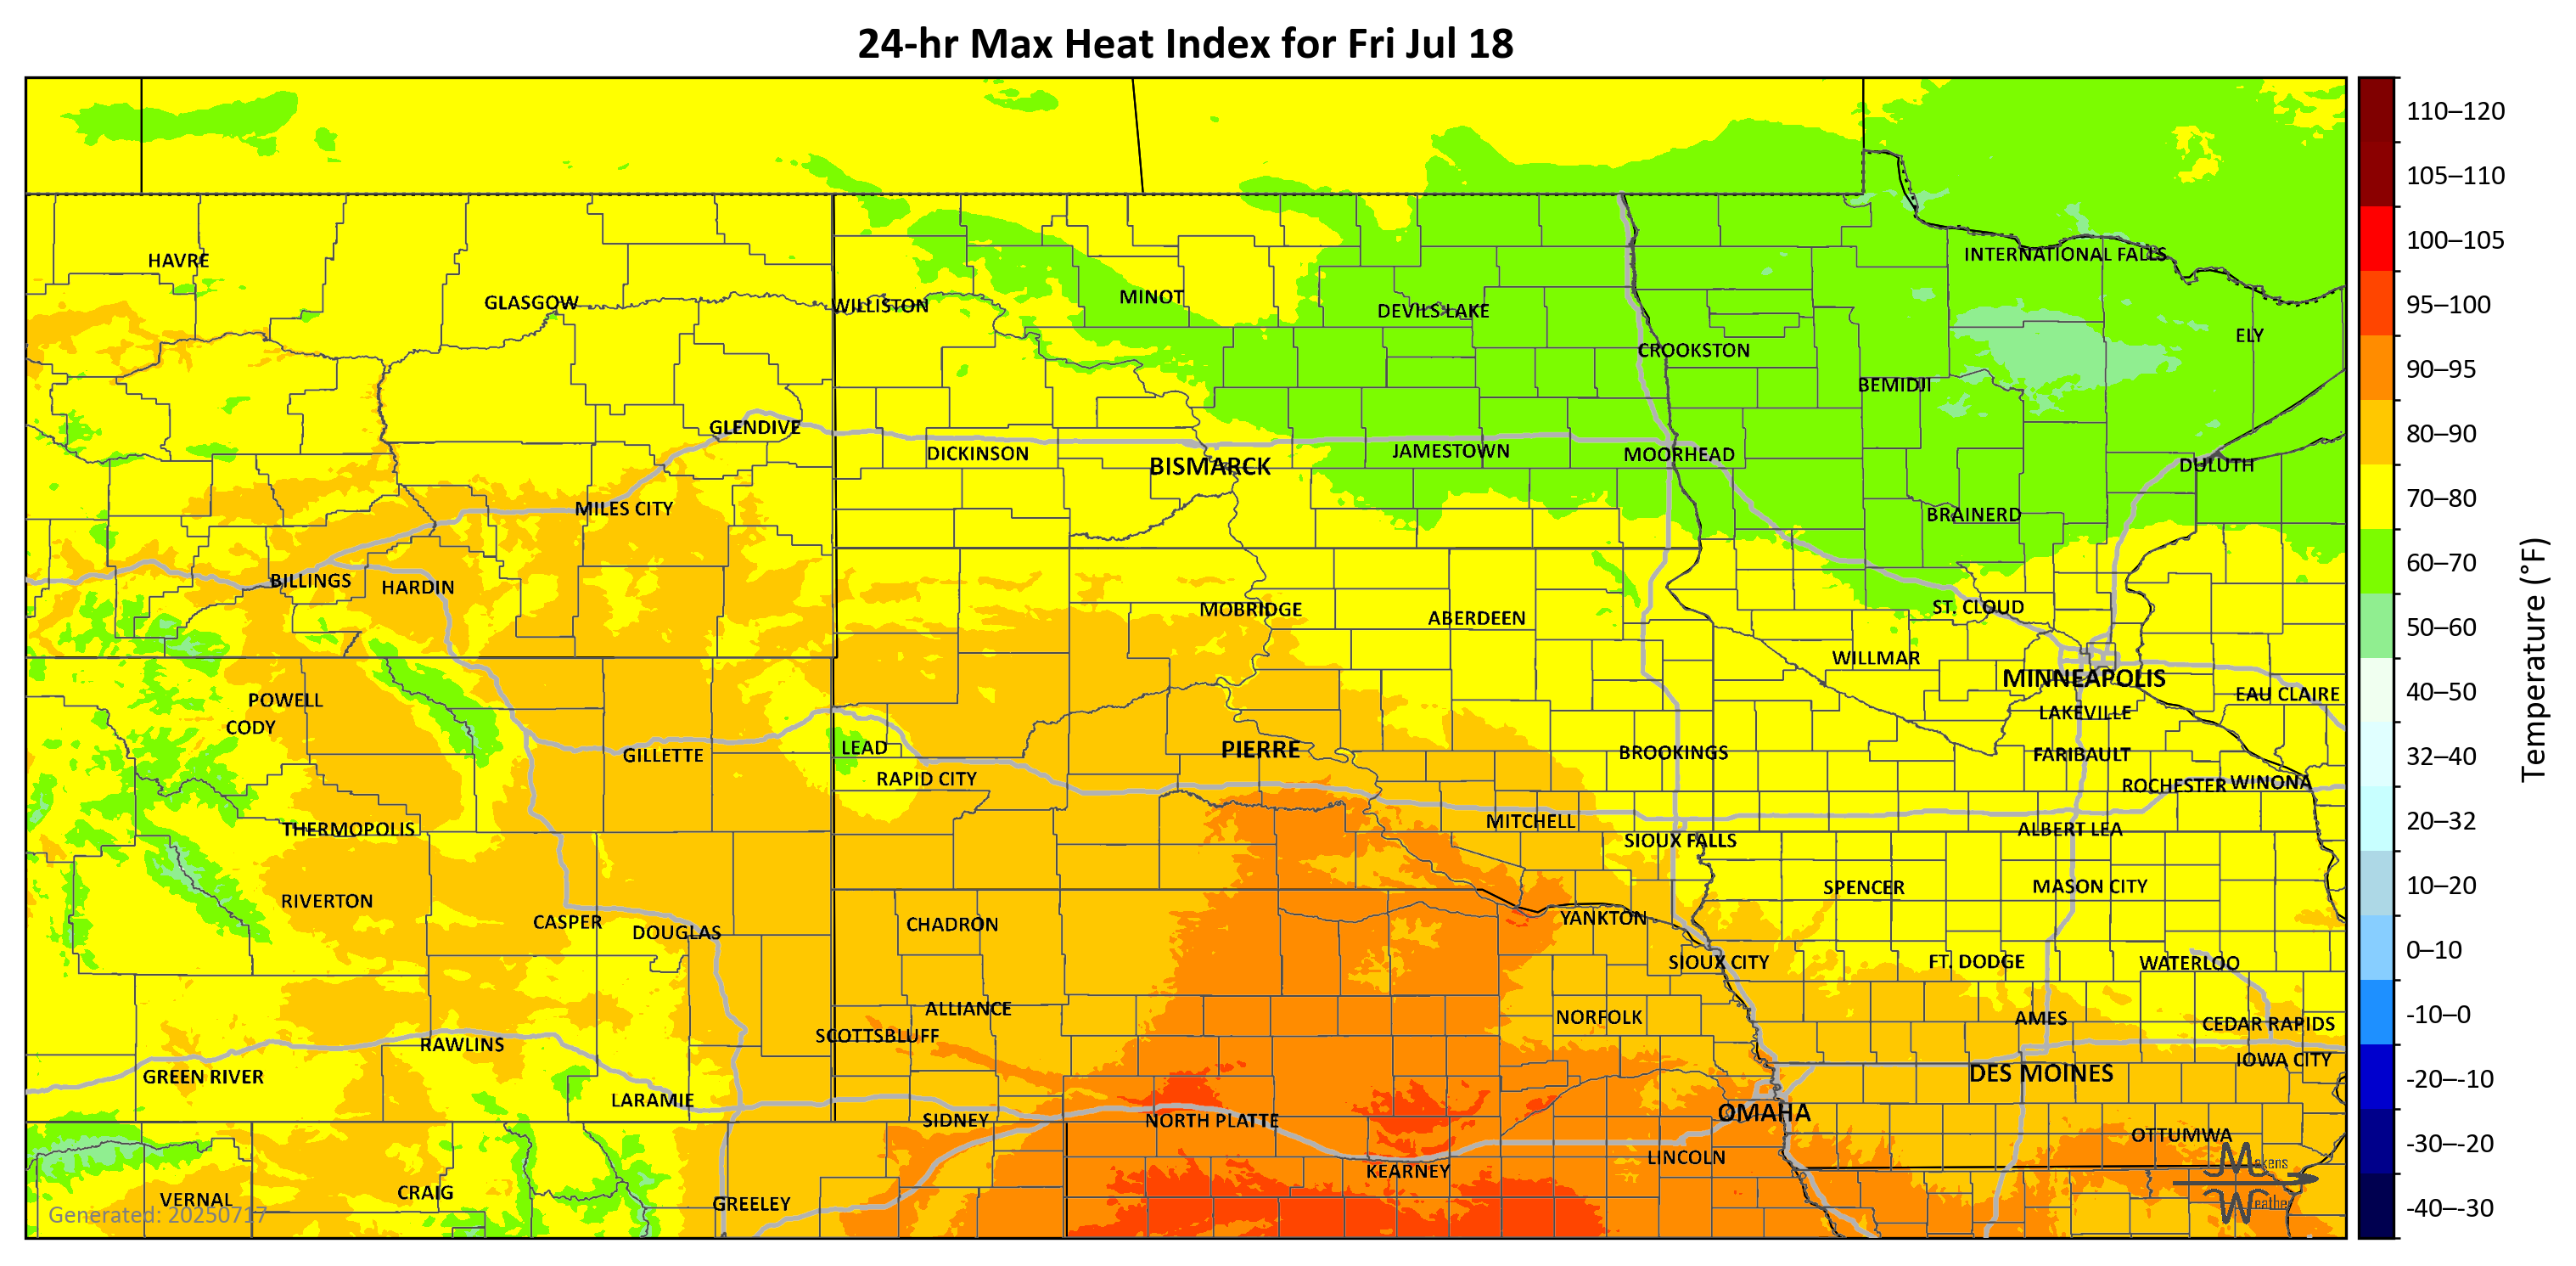 24-hr Max Heat Index for Fri Jul 18
110–120
105–110
100–105
95–100
90–95
80–90
70–80
60–70
50–60
40–50
32–40
20–32
10–20
0–10
-10–0
-20–-10
-30–-20
-40–-30
Temperature (°F)
HAVRE
INTERNATIONAL FALLS
GLASGOW
WILLISTON
MINOT
DEVILS LAKE
ELY
CROOKSTON
BEMIDJI
GLENDIVE
DICKINSON
BISMARCK
JAMESTOWN
MOORHEAD
DULUTH
MILES CITY
BRAINERD
BILLINGS
HARDIN
MOBRIDGE
ABERDEEN
ST. CLOUD
WILLMAR
MINNEAPOLIS
EAU CLAIRE
POWELL
CODY
LAKEVILLE
GILLETTE
LEAD
PIERRE
BROOKINGS
FARIBAULT
RAPID CITY
ROCHESTER
WINONA
THERMOPOLIS
MITCHELL
SIOUX FALLS
ALBERT LEA
RIVERTON
SPENCER
MASON CITY
CASPER
DOUGLAS
CHADRON
YANKTON
SIOUX CITY
FT. DODGE
WATERLOO
ALLIANCE
NORFOLK
AMES
CEDAR RAPIDS
SCOTTSBLUFF
RAWLINS
IOWA CITY
GREEN RIVER
DES MOINES
LARAMIE
SIDNEY
NORTH PLATTE
OMAHA
OTTUMWA
KEARNEY
LINCOLN
VERNAL
CRAIG
GREELEY
Makens
Weather
Generated: 20250717